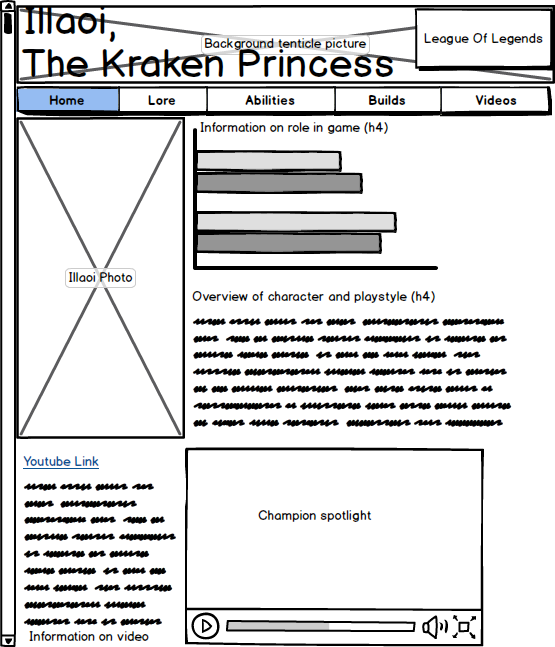 Illaoi,
The Kraken Princess
Background tenticle picture
League Of Legends
Home
Lore
Abilities
Builds
Videos
Information on role in game (h4)
Illaoi Photo
Overview of character and playstyle (h4)
Youtube Link
Information on video
Champion spotlight